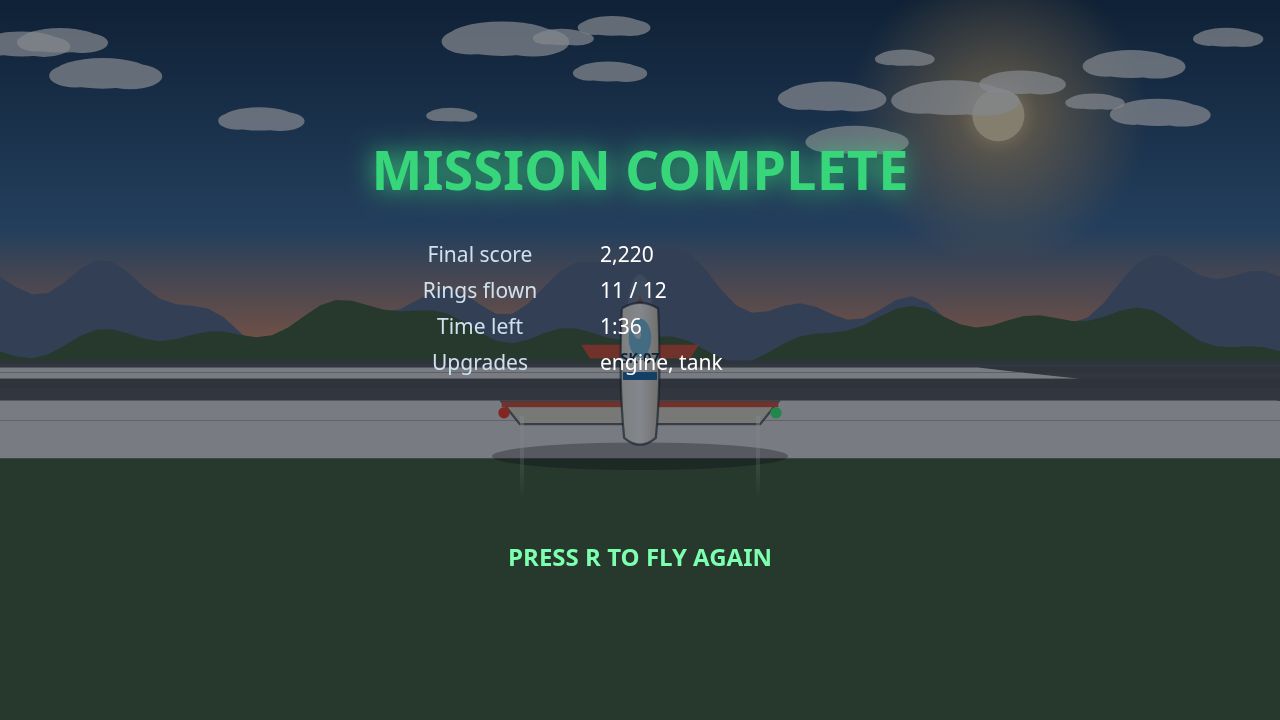 MISSION COMPLETE
Final score 2,220
Rings flown 11 / 12
Time left 1:36
Upgrades engine, tank
PRESS R TO FLY AGAIN